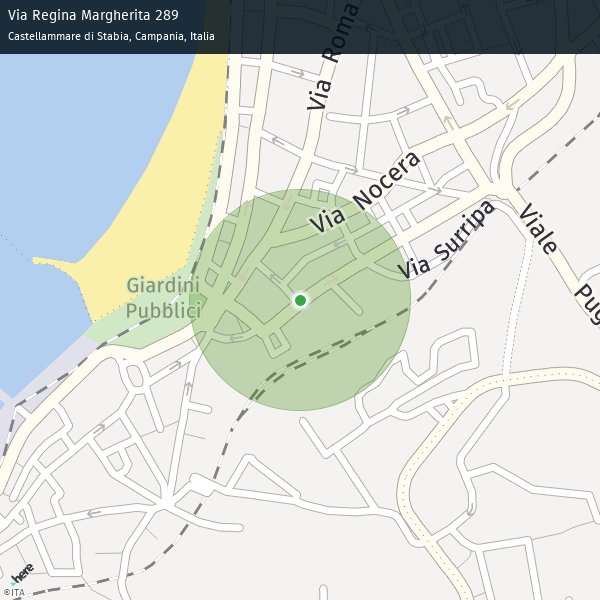 Via Regina Margherita 289
Castellammare di Stabia, Campania, Italia
Via Roma
Via Nocera
Via Surripa
Viale
Pug
Giardini
Pubblici
here
©ITA